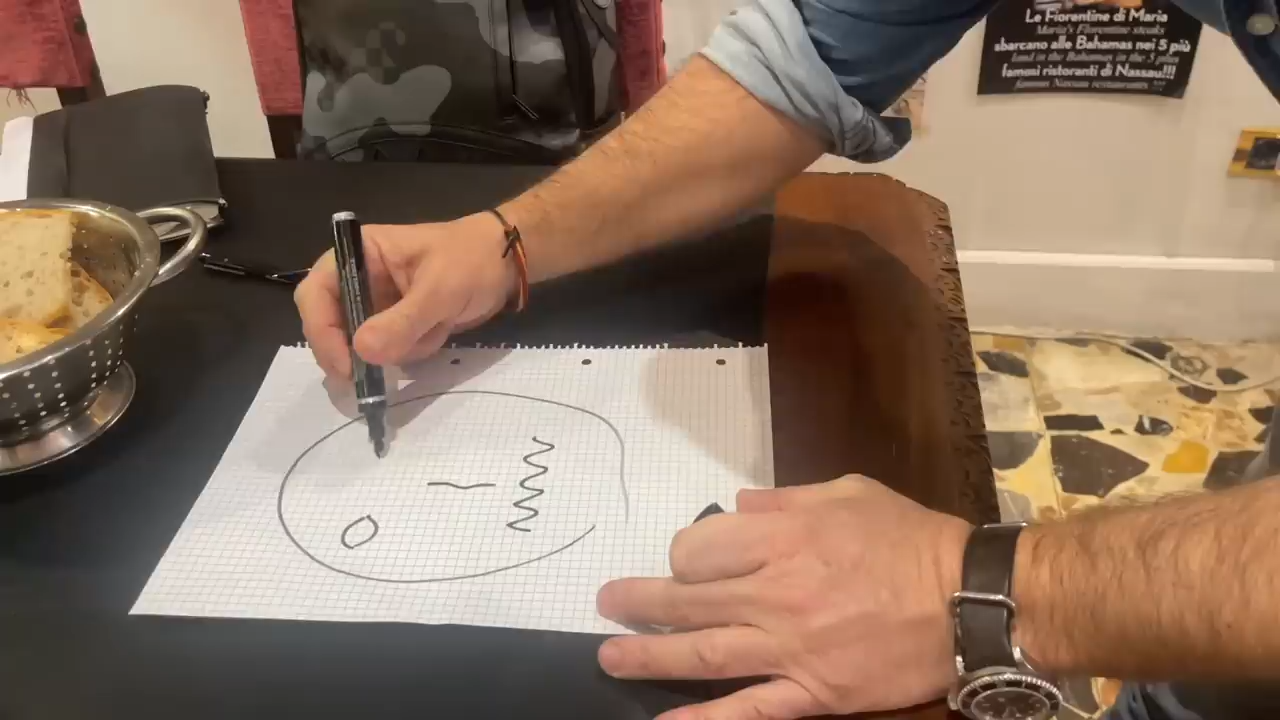 Le Fiorentine di Maria
Maria's Florentine steaks
sbarcano alle Bahamas nei 5 più
land in the Bahamas in the 5 plus
famosi ristoranti di Nassau!!!
famous Nassau restaurants !!!